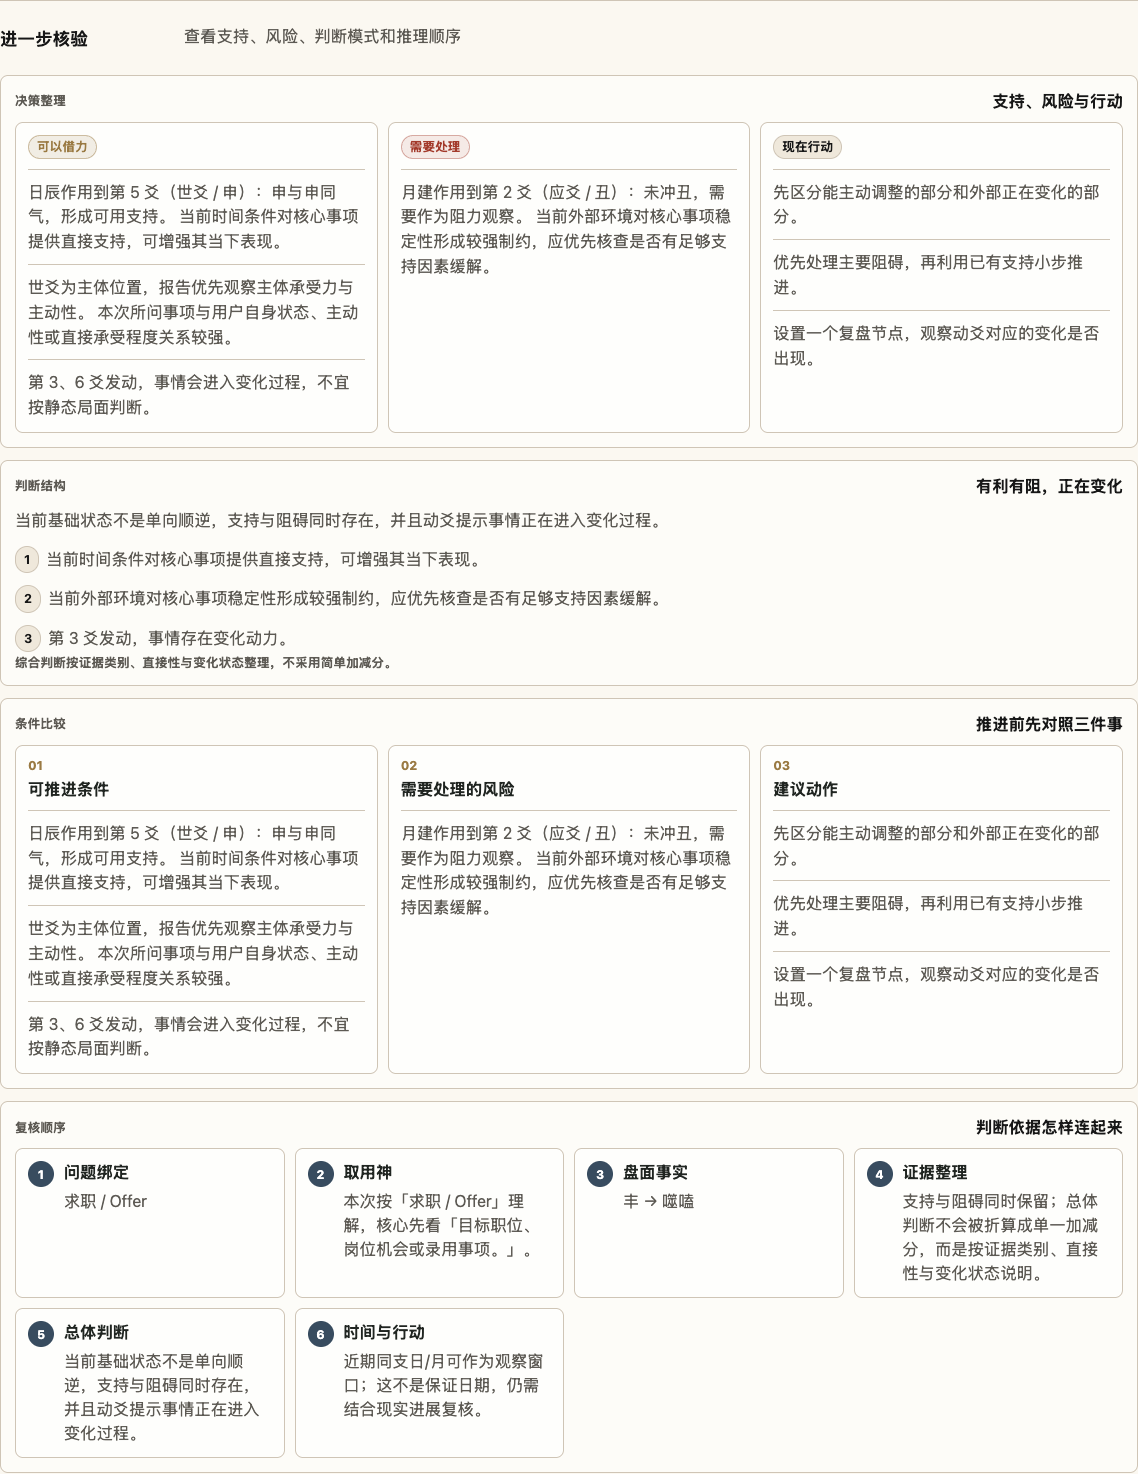 进一步核验
查看支持、风险、判断模式和推理顺序
决策整理
支持、风险与行动
可以借力
日辰作用到第 5 爻（世爻 / 申）：申与申同
气，形成可用支持。 当前时间条件对核心事项
提供直接支持，可增强其当下表现。
世爻为主体位置，报告优先观察主体承受力与
主动性。 本次所问事项与用户自身状态、主动
性或直接承受程度关系较强。
第 3、6 爻发动，事情会进入变化过程，不宜
按静态局面判断。
需要处理
月建作用到第 2 爻（应爻 / 丑）：未冲丑，需
要作为阻力观察。 当前外部环境对核心事项稳
定性形成较强制约，应优先核查是否有足够支
持因素缓解。
现在行动
先区分能主动调整的部分和外部正在变化的部
分。
优先处理主要阻碍，再利用已有支持小步推
进。
设置一个复盘节点，观察动爻对应的变化是否
出现。
判断结构
有利有阻，正在变化
当前基础状态不是单向顺逆，支持与阻碍同时存在，并且动爻提示事情正在进入变化过程。
1 当前时间条件对核心事项提供直接支持，可增强其当下表现。
2 当前外部环境对核心事项稳定性形成较强制约，应优先核查是否有足够支持因素缓解。
3 第 3 爻发动，事情存在变化动力。
综合判断按证据类别、直接性与变化状态整理，不采用简单加减分。
条件比较
推进前先对照三件事
01
可推进条件
日辰作用到第 5 爻（世爻 / 申）：申与申同
气，形成可用支持。 当前时间条件对核心事项
提供直接支持，可增强其当下表现。
世爻为主体位置，报告优先观察主体承受力与
主动性。 本次所问事项与用户自身状态、主动
性或直接承受程度关系较强。
第 3、6 爻发动，事情会进入变化过程，不宜
按静态局面判断。
02
需要处理的风险
月建作用到第 2 爻（应爻 / 丑）：未冲丑，需
要作为阻力观察。 当前外部环境对核心事项稳
定性形成较强制约，应优先核查是否有足够支
持因素缓解。
03
建议动作
先区分能主动调整的部分和外部正在变化的部
分。
优先处理主要阻碍，再利用已有支持小步推
进。
设置一个复盘节点，观察动爻对应的变化是否
出现。
复核顺序
判断依据怎样连起来
1 问题绑定
求职 / Offer
2 取用神
本次按「求职 / Offer」理
解，核心先看「目标职位、
岗位机会或录用事项。」。
3 盘面事实
丰 → 噬嗑
4 证据整理
支持与阻碍同时保留；总体
判断不会被折算成单一加减
分，而是按证据类别、直接
性与变化状态说明。
5 总体判断
当前基础状态不是单向顺
逆，支持与阻碍同时存在，
并且动爻提示事情正在进入
变化过程。
6 时间与行动
近期同支日/月可作为观察窗
口；这不是保证日期，仍需
结合现实进展复核。